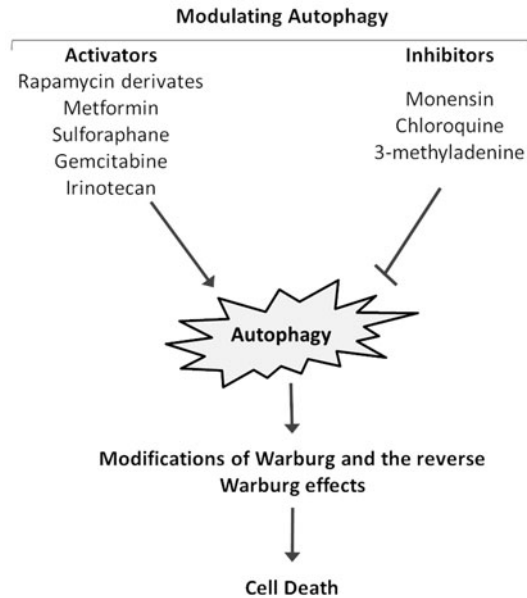 Modulating Autophagy
Activators
Rapamycin derivates
Metformin
Sulforaphane
Gemcitabine
Irinotecan
Inhibitors
Monensin
Chloroquine
3-methyladenine
Autophagy
Modifications of Warburg and the reverse
Warburg effects
Cell Death